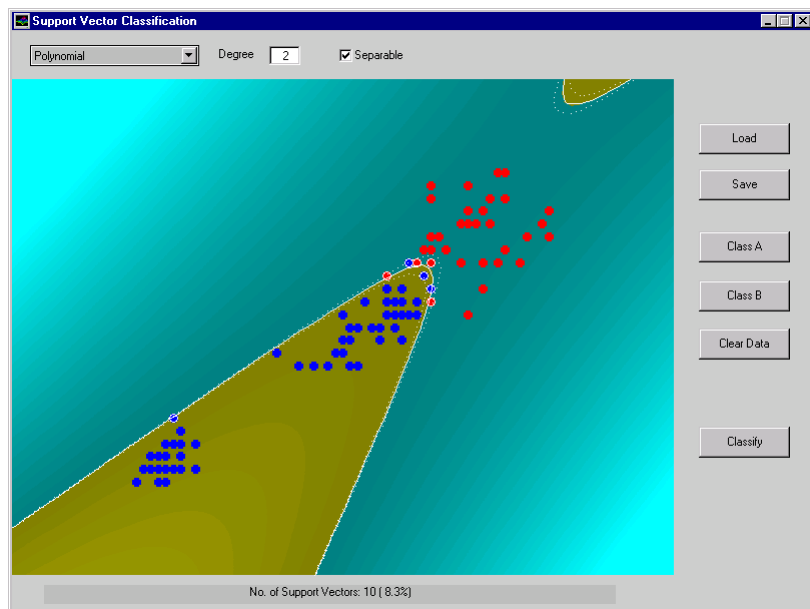 Support Vector Classification
Polynomial
Degree
2
Separable
Load
Save
Class A
Class B
Clear Data
Classify
No. of Support Vectors: 10 ( 8.3%)